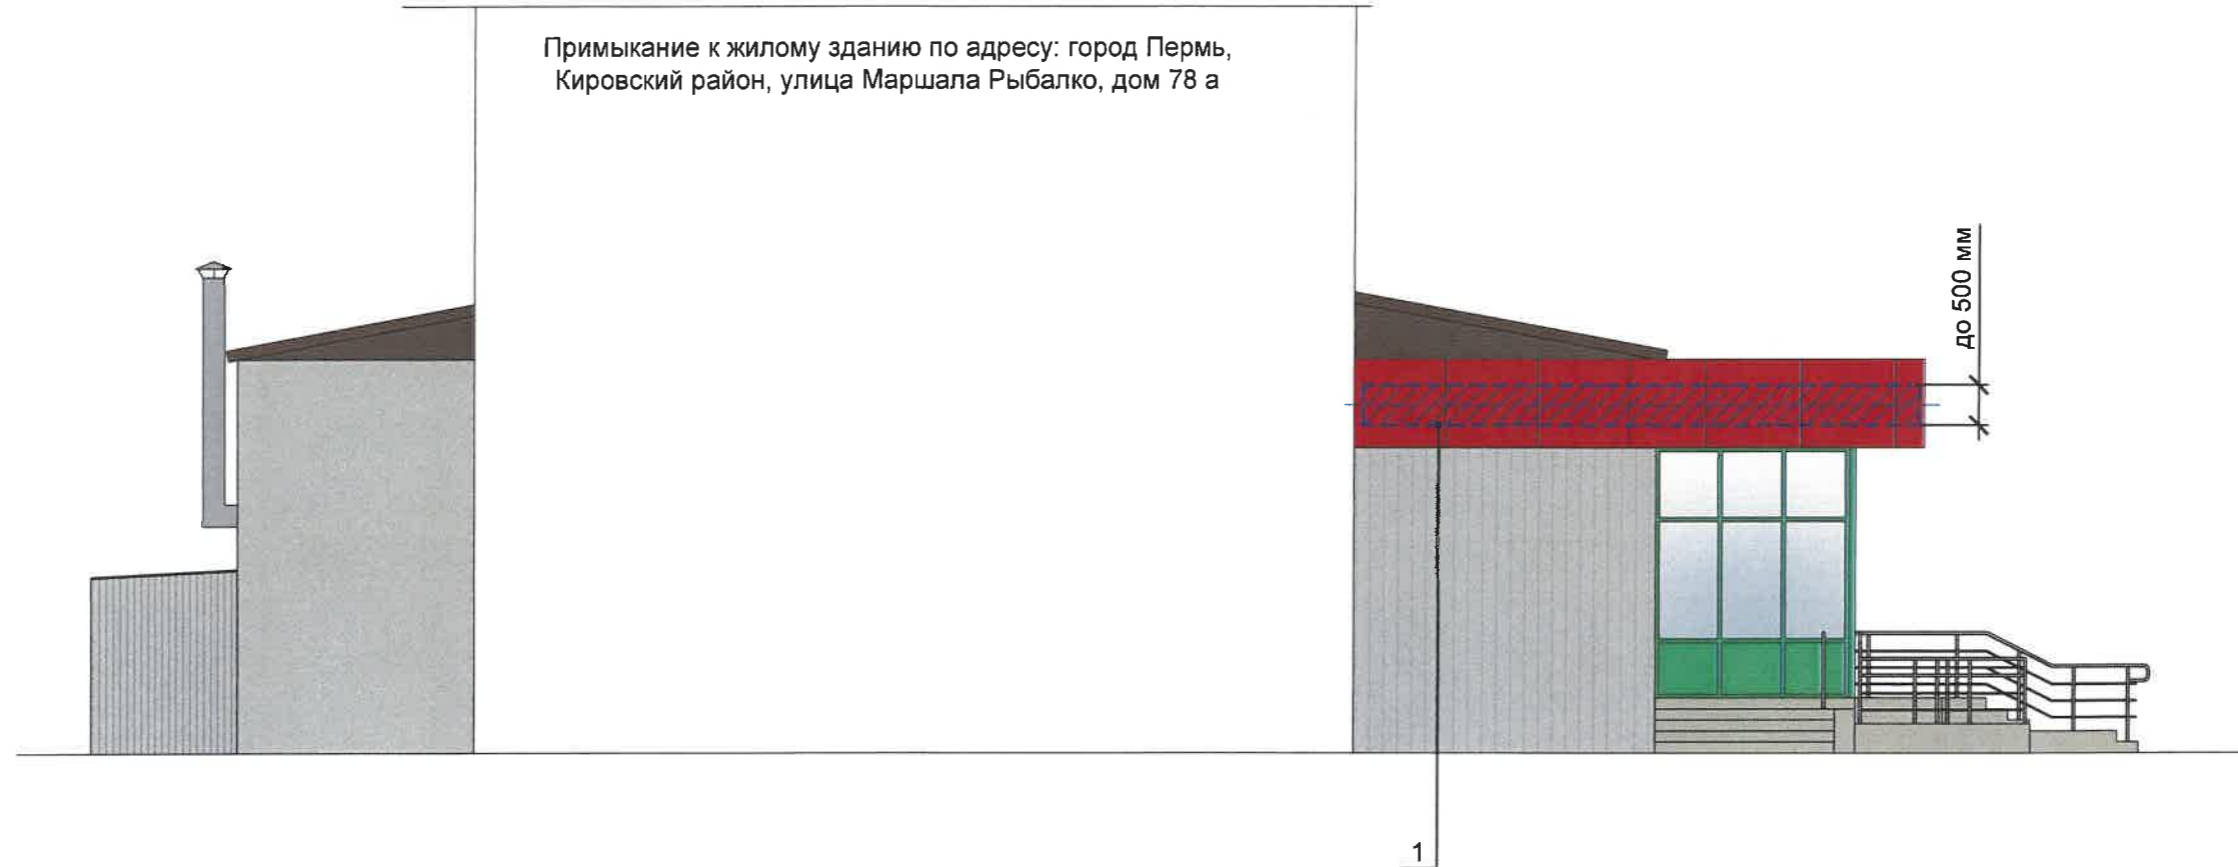 Примыкание к жилому зданию по адресу: город Пермь,
Кировский район, улица Маршала Рыбалко, дом 78 а
до 500 мм
1